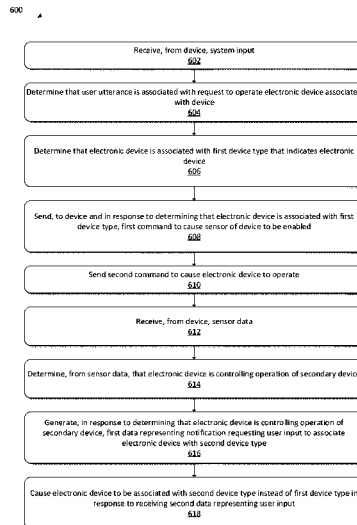 600
Receive, from device, system input
602
Determine that user utterance is associated with request to operate electronic device associate
with device
604
Determine that electronic device is associated with first device type that indicates electronic
device
606
Send, to device and in response to determining that electronic device is associated with first
device type, first command to cause sensor of device to be enabled
608
Send second command to cause electronic device to operate
610
Receive, from device, sensor data
612
Determine, from sensor data, that electronic device is controlling operation of secondary device
614
Generate, in response to determining that electronic device is controlling operation of
secondary device, first data representing notification requesting user input to associate
electronic device with second device type
616
Cause electronic device to be associated with second device type instead of first device type in
response to receiving second data representing user input
618